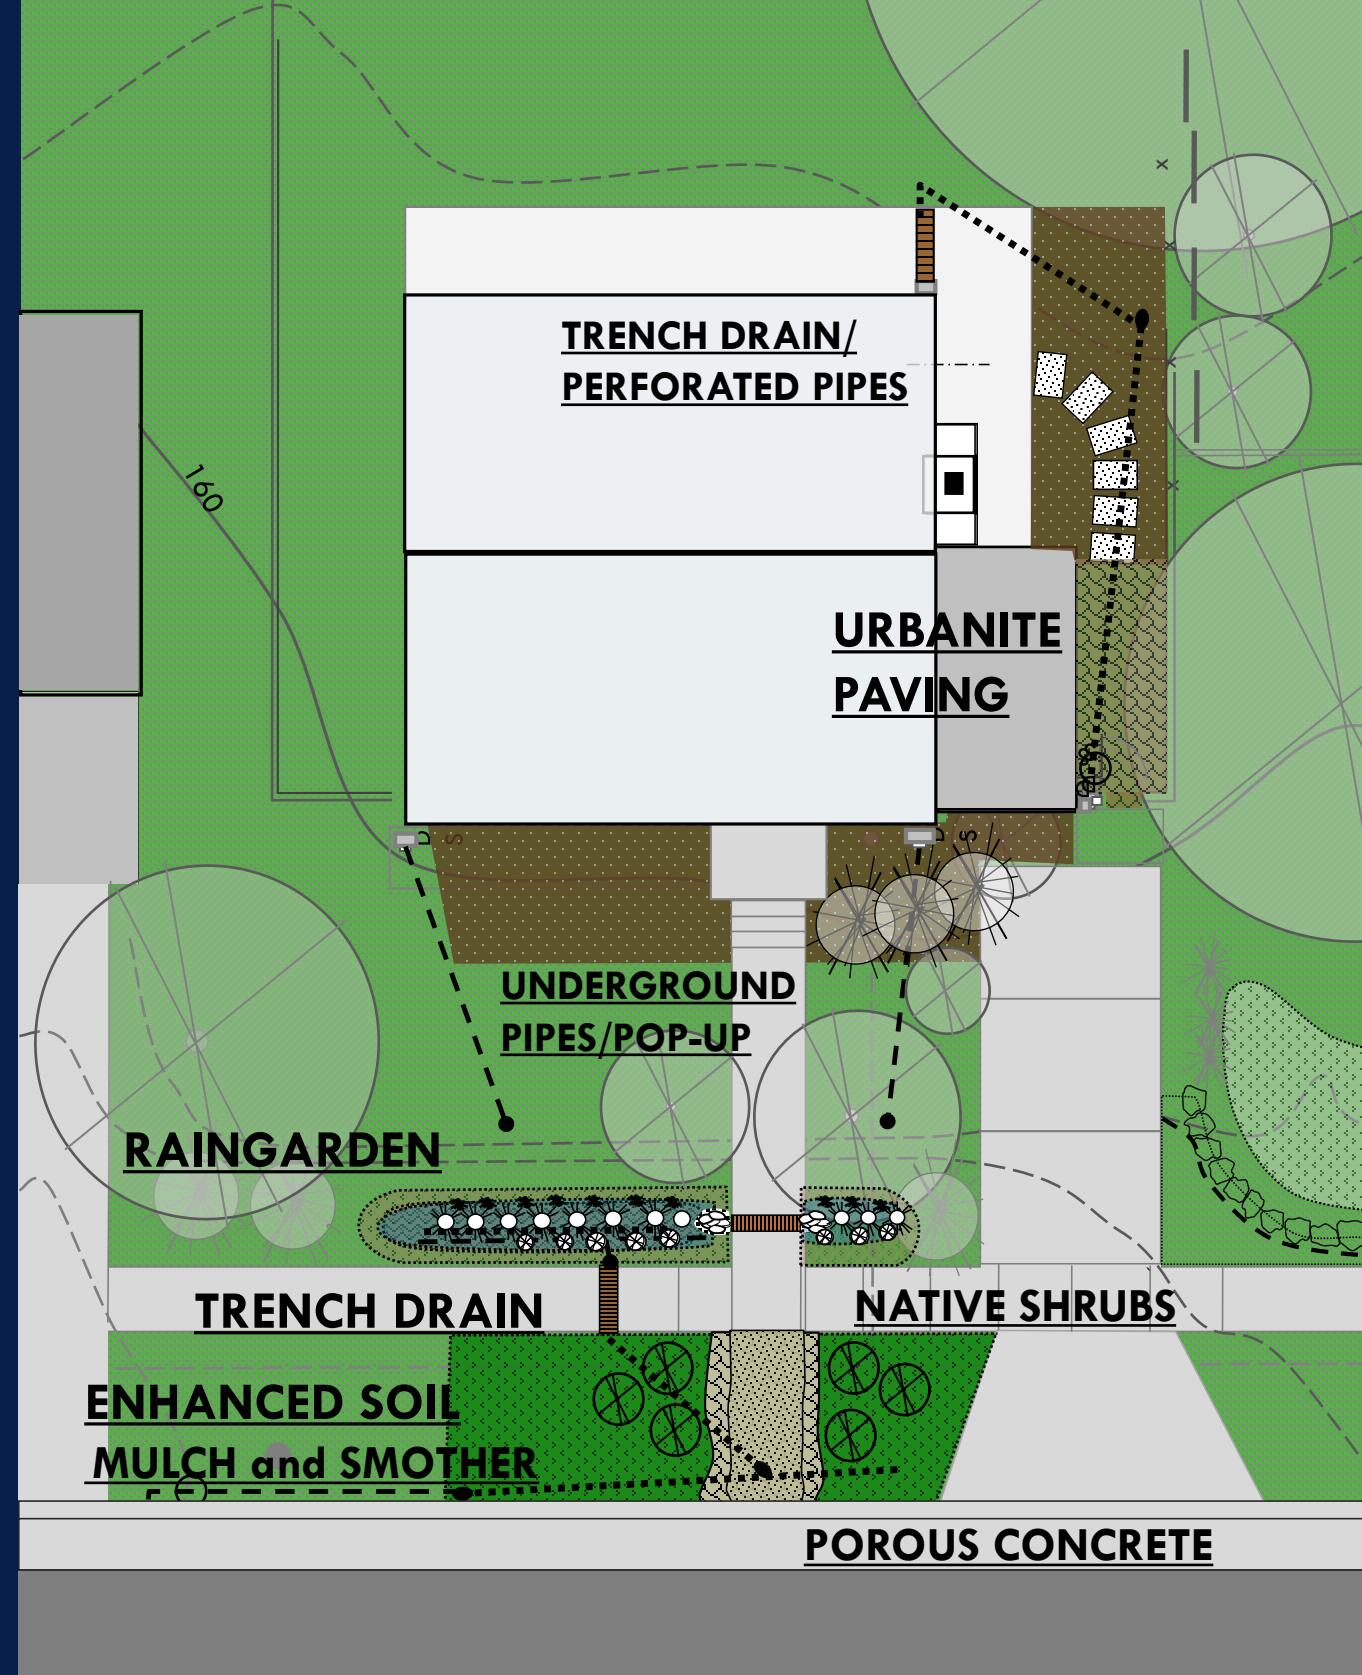 TRENCH DRAIN/
PERFORATED PIPES
160
URBANITE
PAVING
D
S
D
S
UNDERGROUND
PIPES/POP-UP
RAINGARDEN
TRENCH DRAIN
NATIVE SHRUBS
ENHANCED SOIL
MULCH and SMOTHER
POROUS CONCRETE